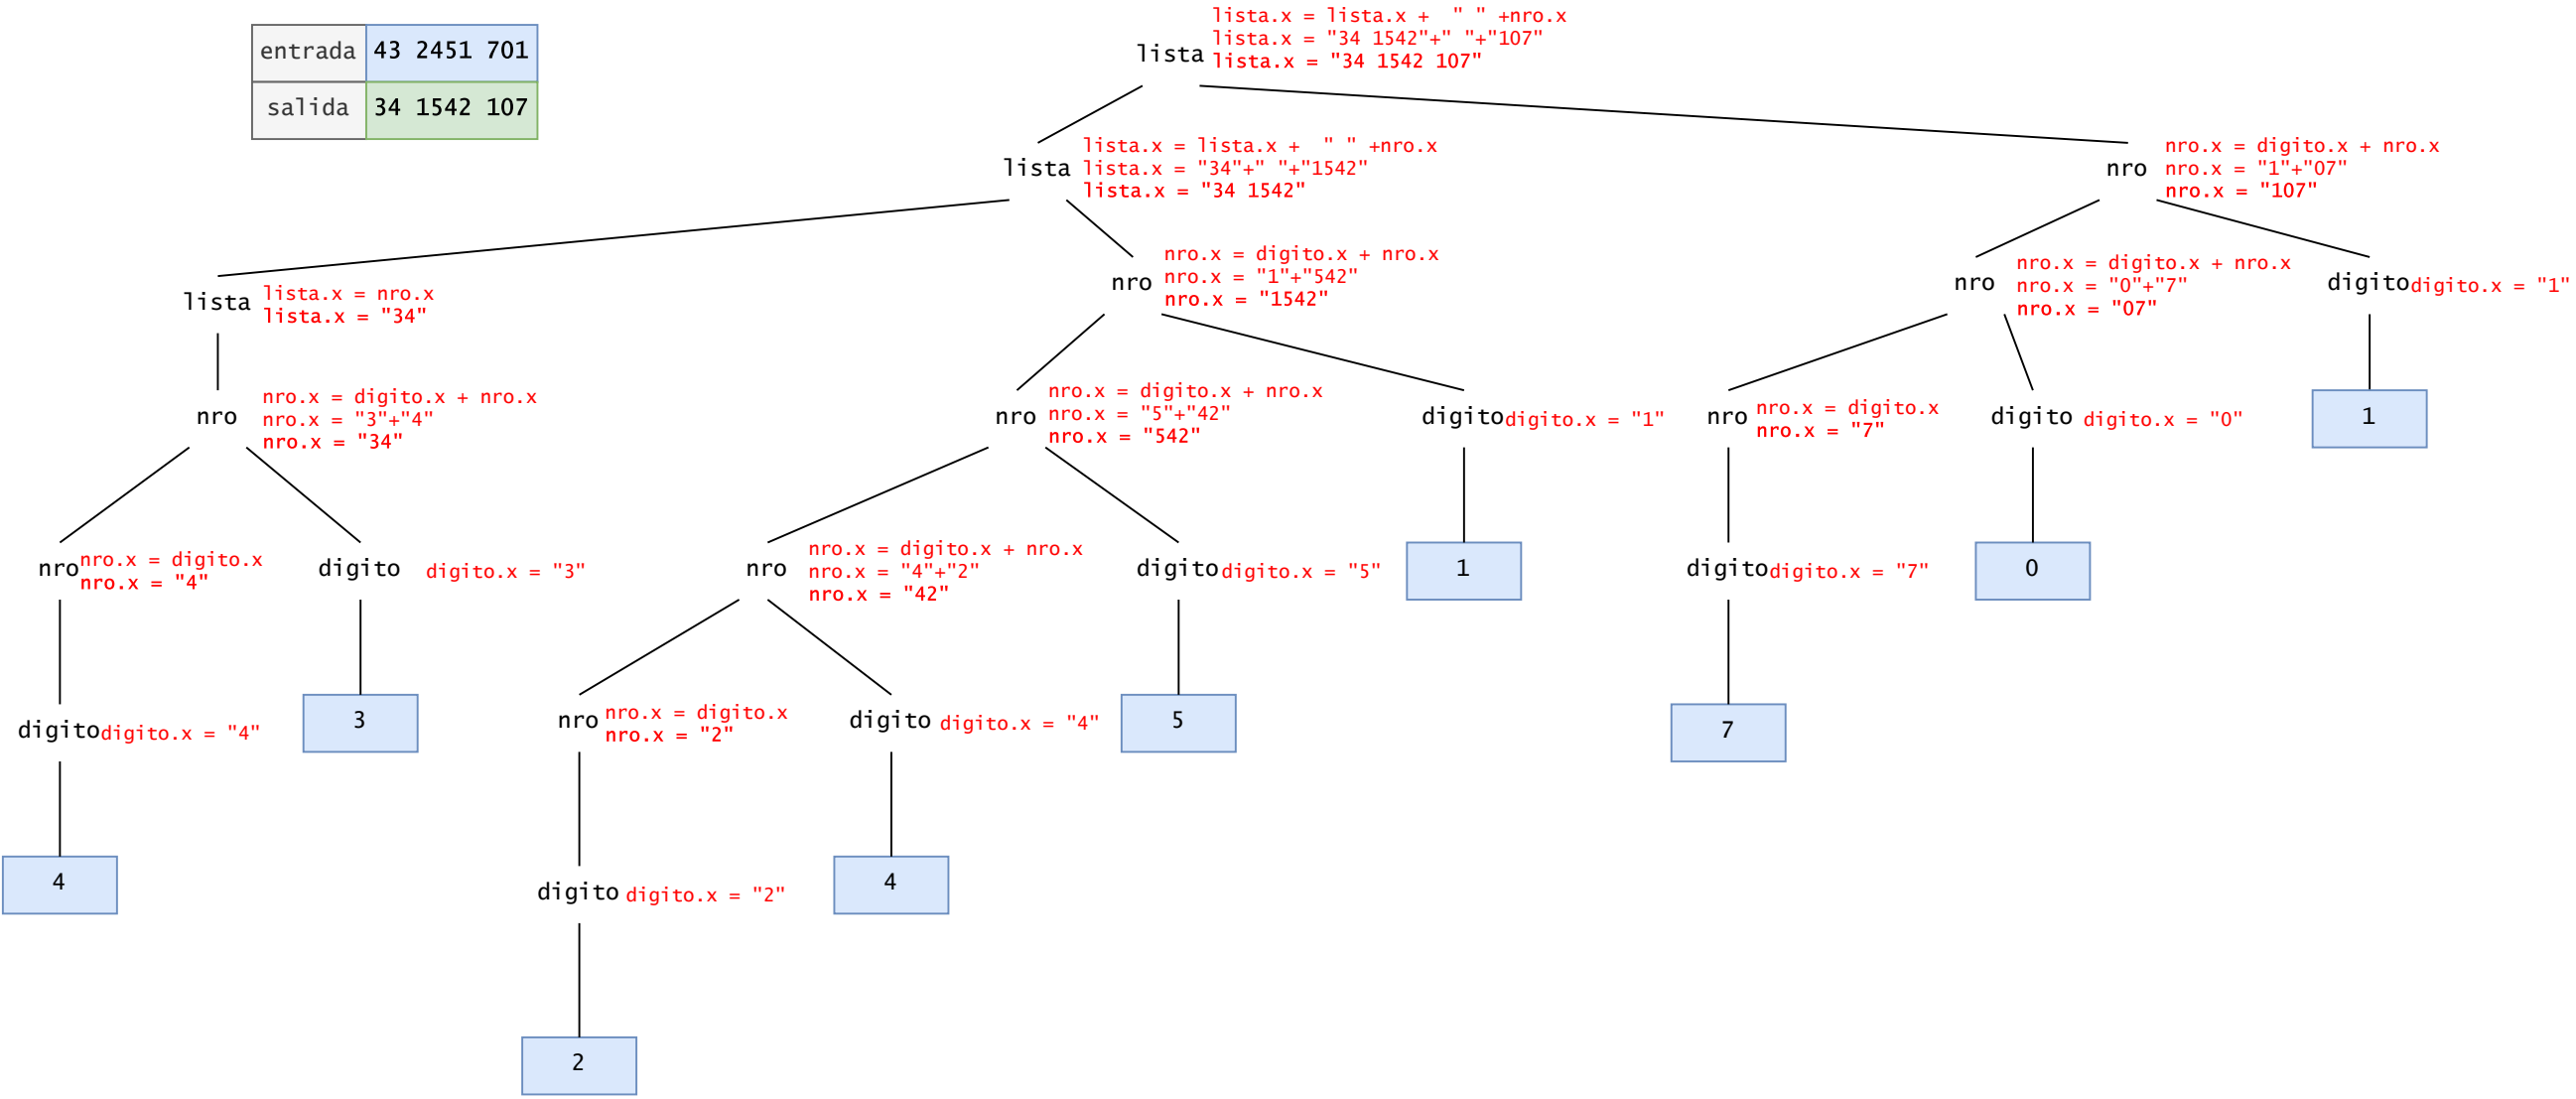 entrada 43 2451 701
salida 34 1542 107
lista
lista.x = lista.x +  " " +nro.x
lista.x = "34 1542"+" "+"107"
lista.x = "34 1542 107"
lista
lista.x = lista.x +  " " +nro.x
lista.x = "34"+" "+"1542"
lista.x = "34 1542"
nro
nro.x = digito.x + nro.x
nro.x = "1"+"07"
nro.x = "107"
lista
lista.x = nro.x
lista.x = "34"
nro
nro.x = digito.x + nro.x
nro.x = "1"+"542"
nro.x = "1542"
nro
nro.x = digito.x + nro.x
nro.x = "0"+"7"
nro.x = "07"
digito digito.x = "1"
nro
nro.x = digito.x + nro.x
nro.x = "3"+"4"
nro.x = "34"
nro
nro.x = digito.x + nro.x
nro.x = "5"+"42"
nro.x = "542"
digito digito.x = "1"
nro
nro.x = digito.x
nro.x = "7"
digito digito.x = "0"
1
nro
nro.x = digito.x
nro.x = "4"
digito digito.x = "3"
nro
nro.x = digito.x + nro.x
nro.x = "4"+"2"
nro.x = "42"
digito digito.x = "5"
1
digito digito.x = "7"
0
digito digito.x = "4"
3
nro
nro.x = digito.x
nro.x = "2"
digito digito.x = "4"
5
7
4
digito digito.x = "2"
4
2